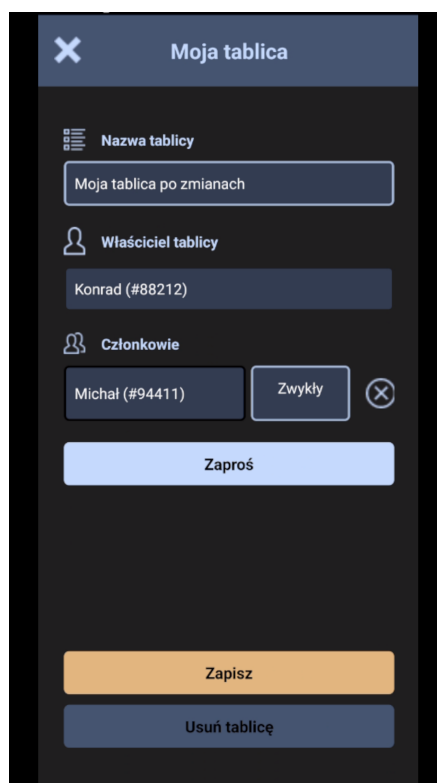 Moja tablica
Nazwa tablicy
Moja tablica po zmianach
Właściciel tablicy
Konrad (#88212)
Członkowie
Michał (#94411) Zwykły
Zaproś
Zapisz
Usuń tablicę